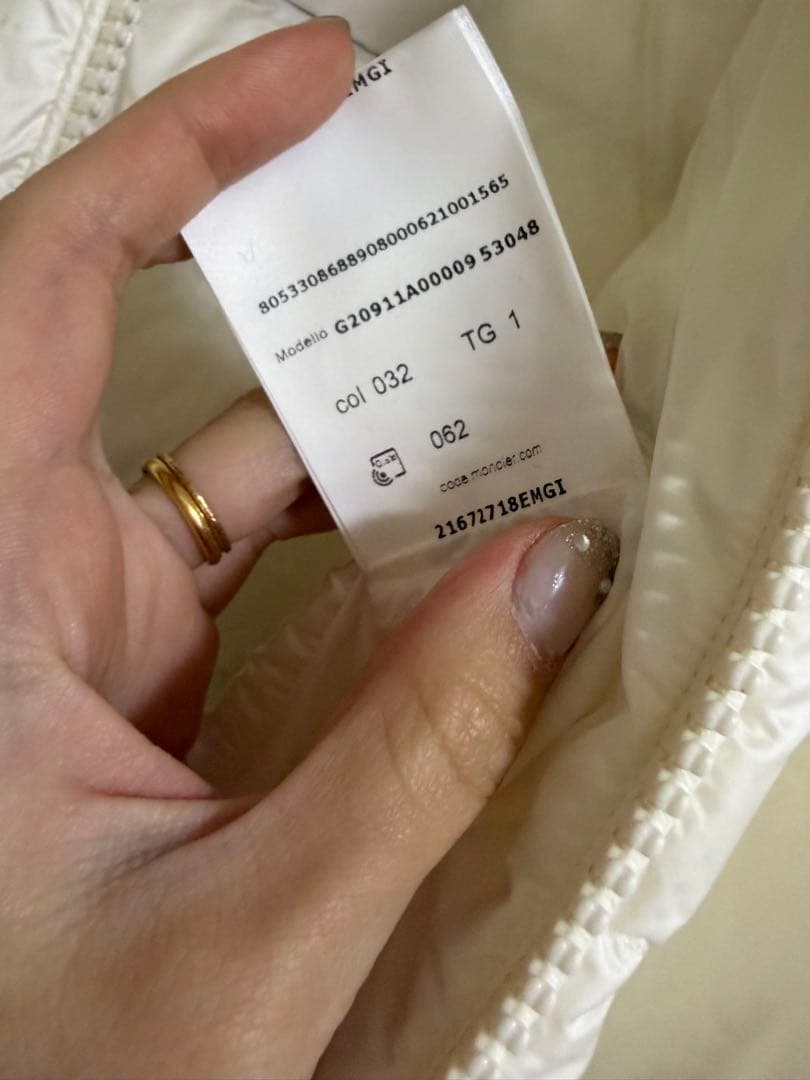 EMGI
8053308688908000621001565
Modello G20911A00009 53048
col 032 TG 1
062
code.moncler.com
21671718EMGI